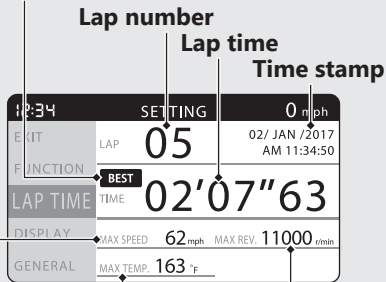 Lap number
Lap time
Time stamp
12:34 SETTING 0 mph
EXIT LAP 05 02/ JAN /2017
AM 11:34:50
FUNCTION
BEST
LAP TIME TIME 02'07"63
DISPLAY MAX SPEED 62 mph MAX REV. 11000 r/min
GENERAL MAX TEMP. 163 °F